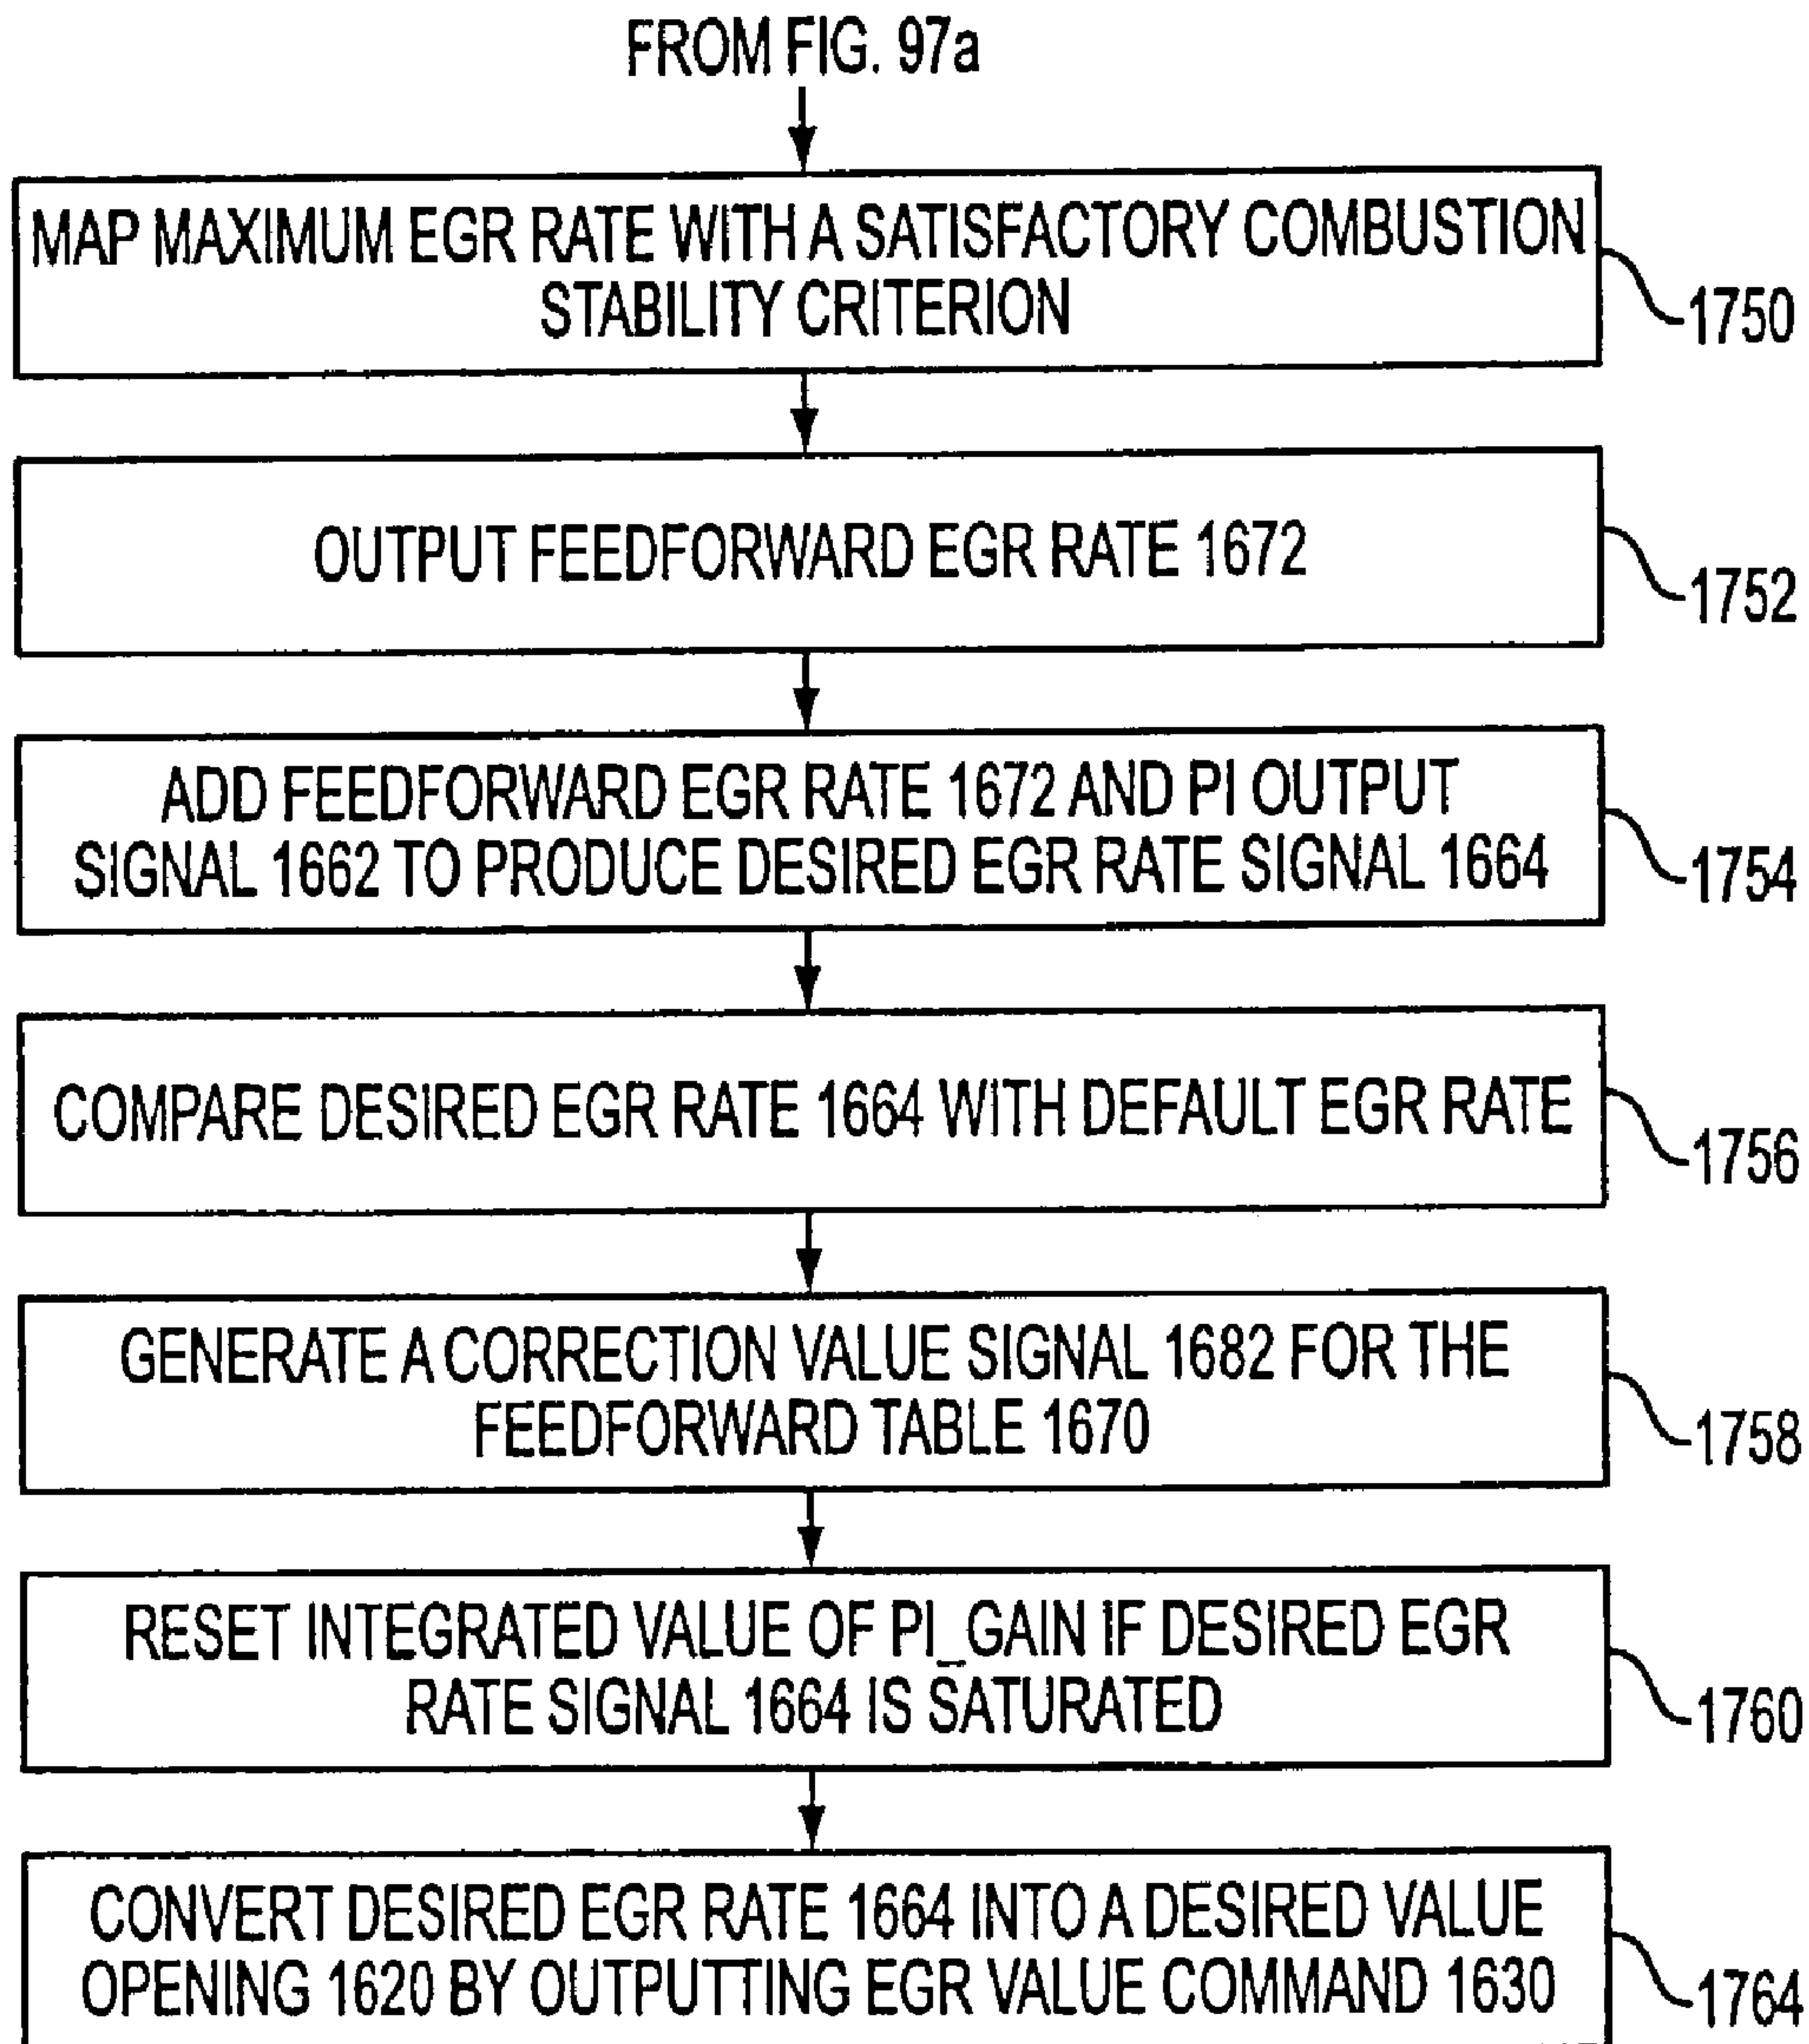 FROM FIG. 97a
MAP MAXIMUM EGR RATE WITH A SATISFACTORY COMBUSTION
STABILITY CRITERION
1750
OUTPUT FEEDFORWARD EGR RATE 1672
1752
ADD FEEDFORWARD EGR RATE 1672 AND PI OUTPUT
SIGNAL 1662 TO PRODUCE DESIRED EGR RATE SIGNAL 1664
1754
COMPARE DESIRED EGR RATE 1664 WITH DEFAULT EGR RATE
1756
GENERATE A CORRECTION VALUE SIGNAL 1682 FOR THE
FEEDFORWARD TABLE 1670
1758
RESET INTEGRATED VALUE OF PI_GAIN IF DESIRED EGR
RATE SIGNAL 1664 IS SATURATED
1760
CONVERT DESIRED EGR RATE 1664 INTO A DESIRED VALUE
OPENING 1620 BY OUTPUTTING EGR VALUE COMMAND 1630
1764